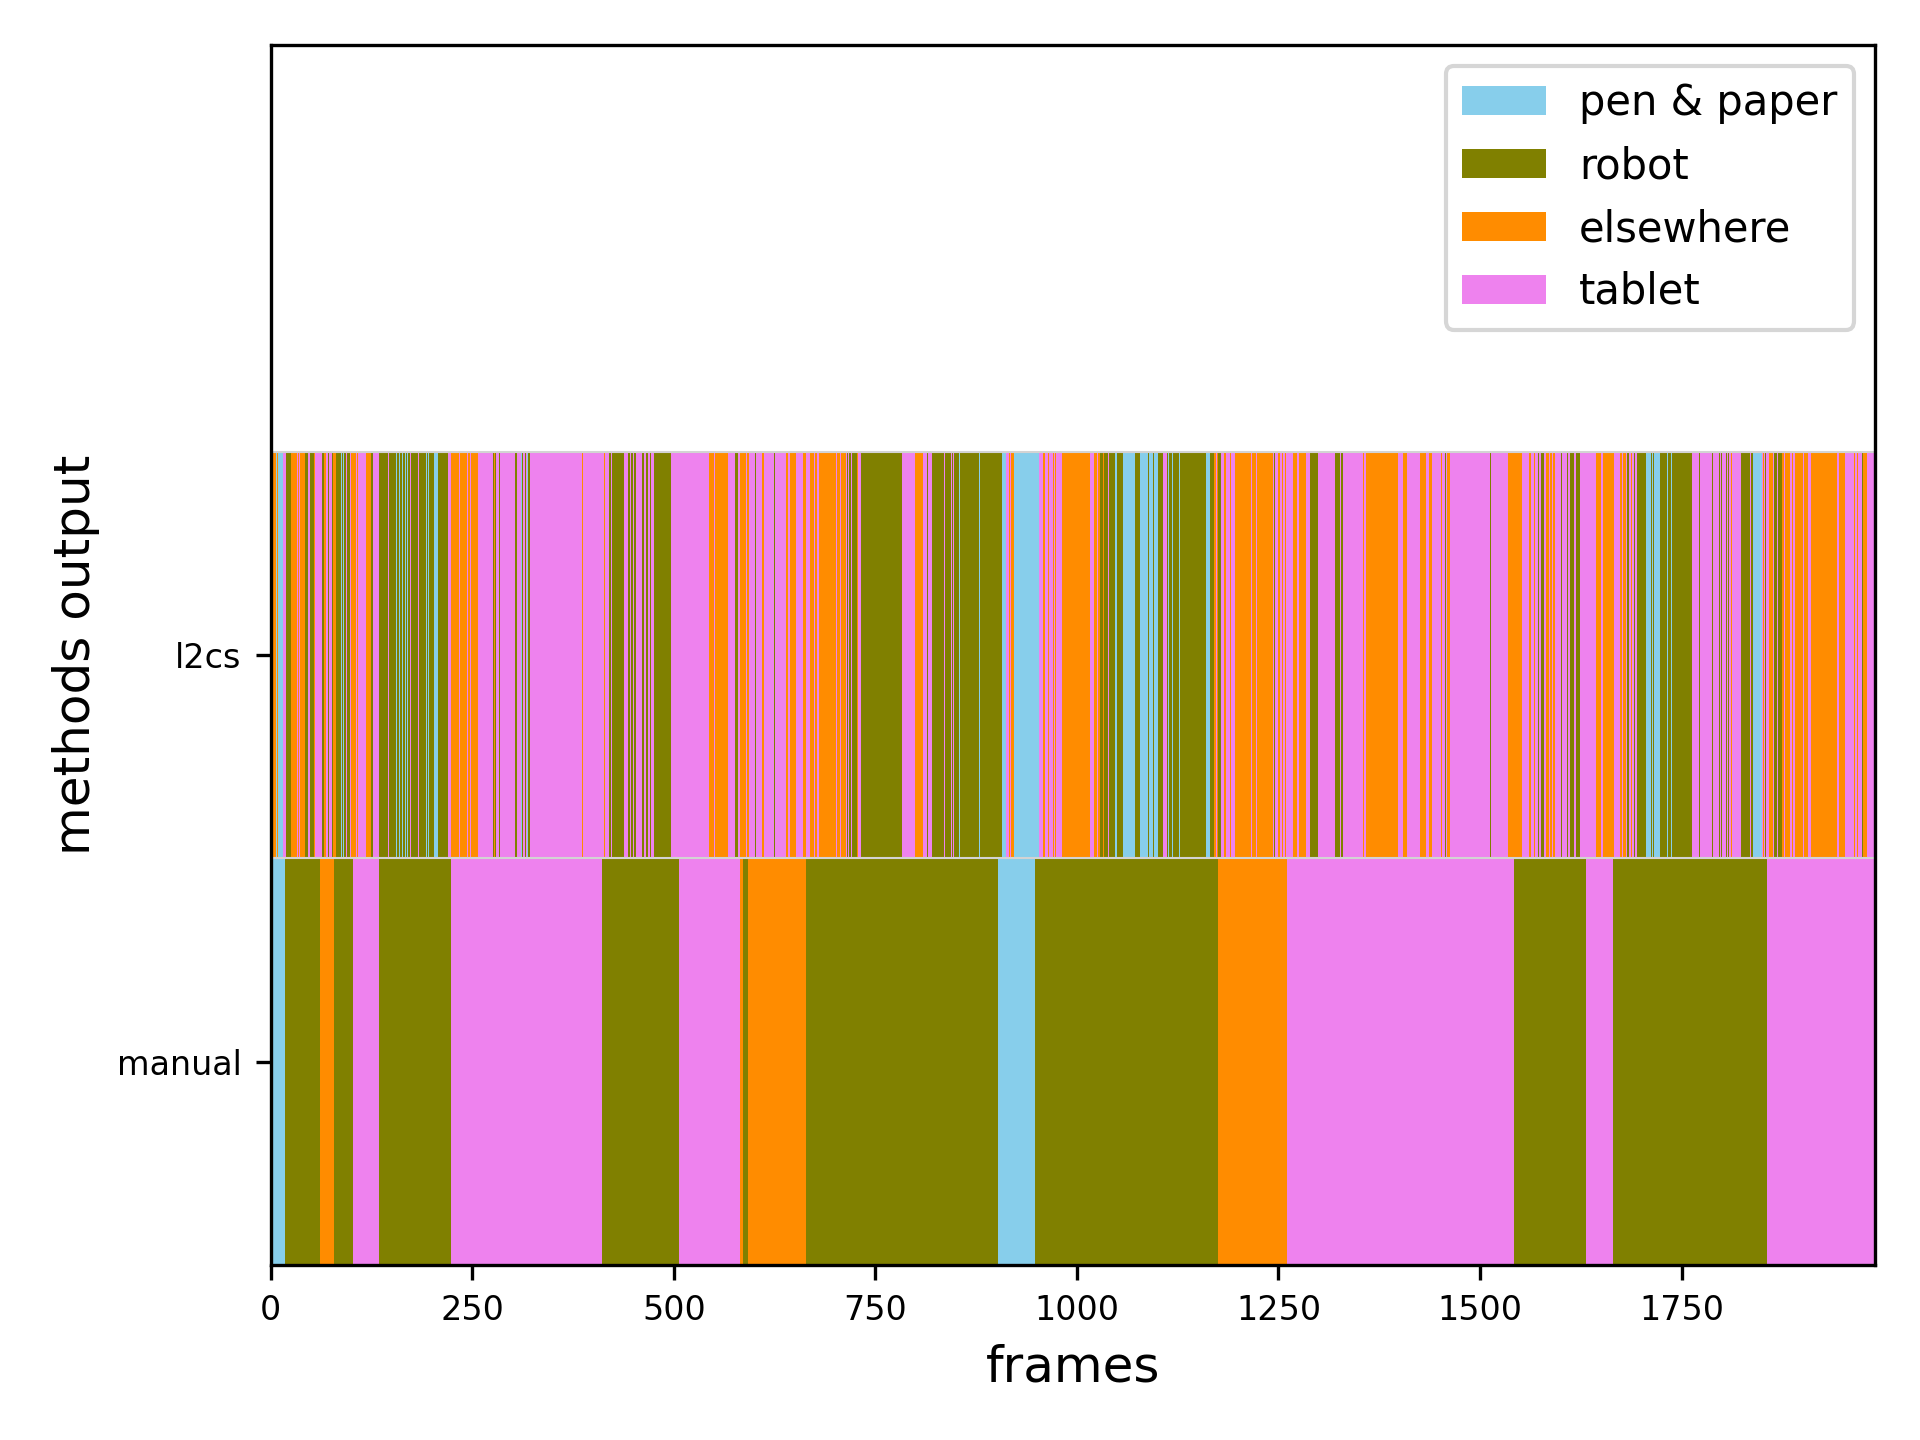 pen & paper
robot
elsewhere
tablet
methods output
l2cs
manual
0 250 500 750 1000 1250 1500 1750
frames